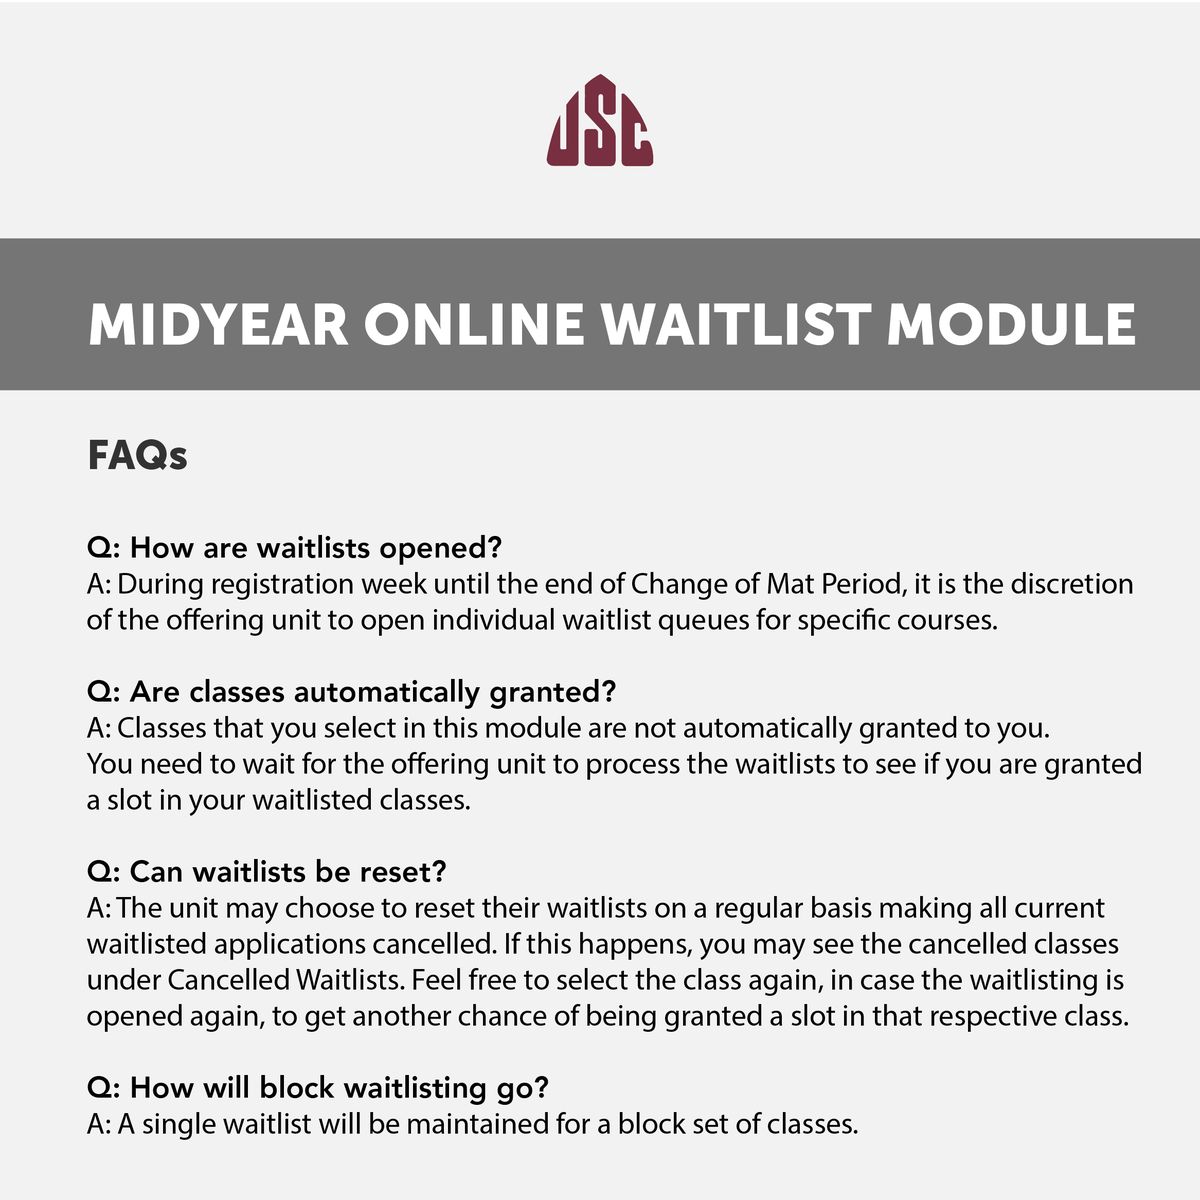 USC
MIDYEAR ONLINE WAITLIST MODULE
FAQs
Q: How are waitlists opened?
A: During registration week until the end of Change of Mat Period, it is the discretion
of the offering unit to open individual waitlist queues for specific courses.
Q: Are classes automatically granted?
A: Classes that you select in this module are not automatically granted to you.
You need to wait for the offering unit to process the waitlists to see if you are granted
a slot in your waitlisted classes.
Q: Can waitlists be reset?
A: The unit may choose to reset their waitlists on a regular basis making all current
waitlisted applications cancelled. If this happens, you may see the cancelled classes
under Cancelled Waitlists. Feel free to select the class again, in case the waitlisting is
opened again, to get another chance of being granted a slot in that respective class.
Q: How will block waitlisting go?
A: A single waitlist will be maintained for a block set of classes.